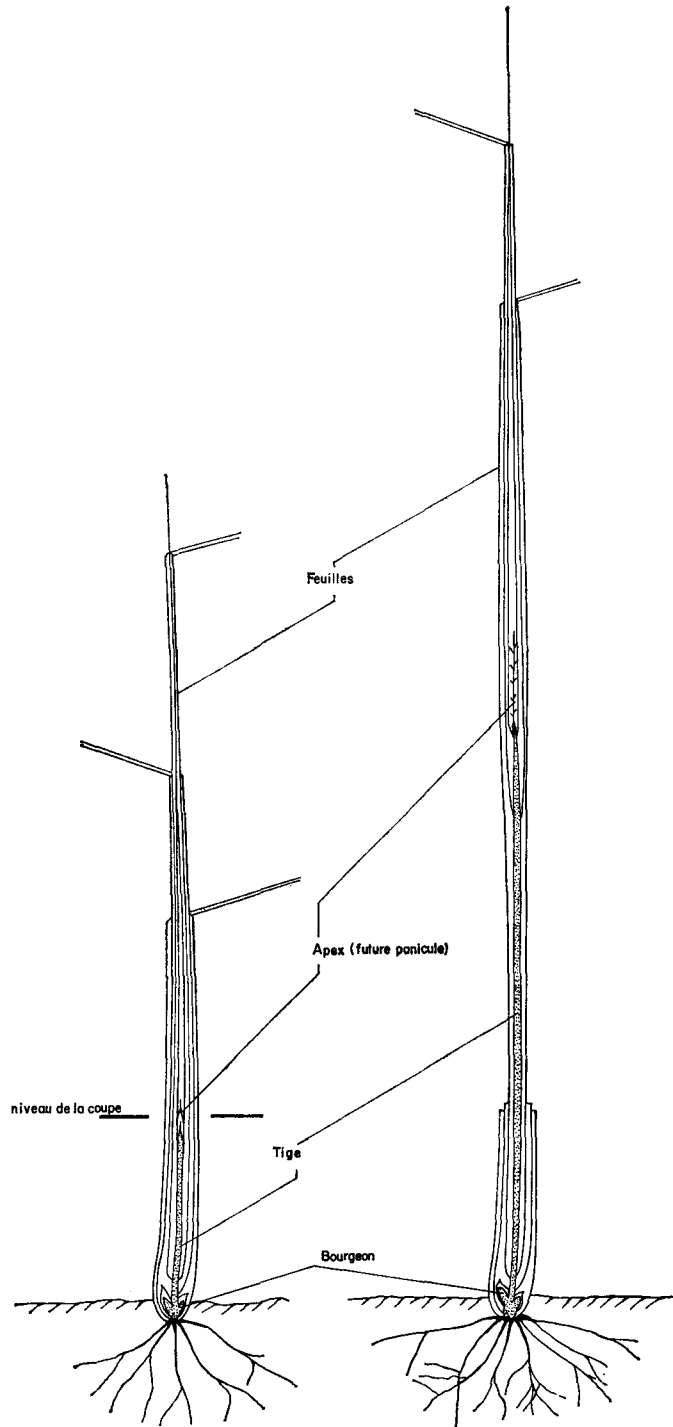 Feuilles
Apex (future panicule)
niveau de la coupe
Tige
Bourgeon